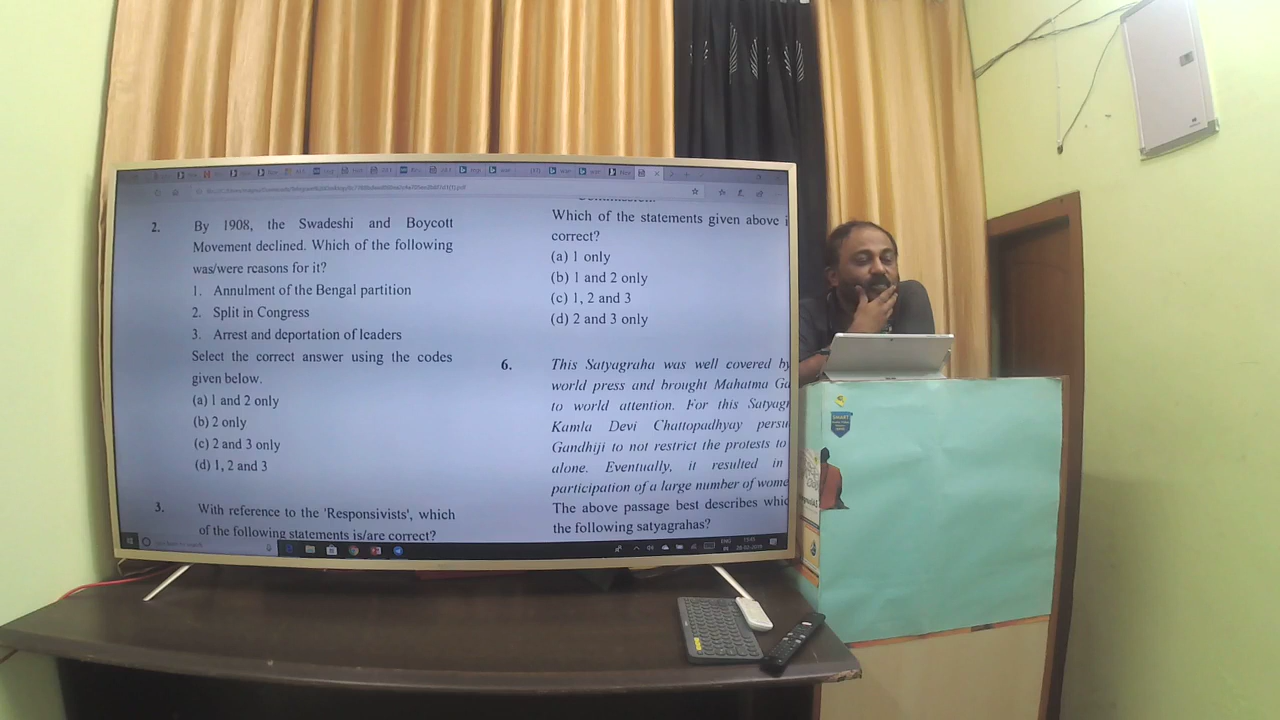 2. By 1908, the Swadeshi and Boycott
Movement declined. Which of the following
was/were reasons for it?
1. Annulment of the Bengal partition
2. Split in Congress
3. Arrest and deportation of leaders
Select the correct answer using the codes
given below.
(a) 1 and 2 only
(b) 2 only
(c) 2 and 3 only
(d) 1, 2 and 3
3. With reference to the 'Responsivists', which
of the following statements is/are correct?
Which of the statements given above i
correct?
(a) 1 only
(b) 1 and 2 only
(c) 1, 2 and 3
(d) 2 and 3 only
6. This Satyagraha was well covered by
world press and brought Mahatma Ga
to world attention. For this Satyagr
Kamla Devi Chattopadhyay persu
Gandhiji to not restrict the protests to
alone. Eventually, it resulted in
participation of a large number of wome
The above passage best describes whic
the following satyagrahas?
ENG
SMART